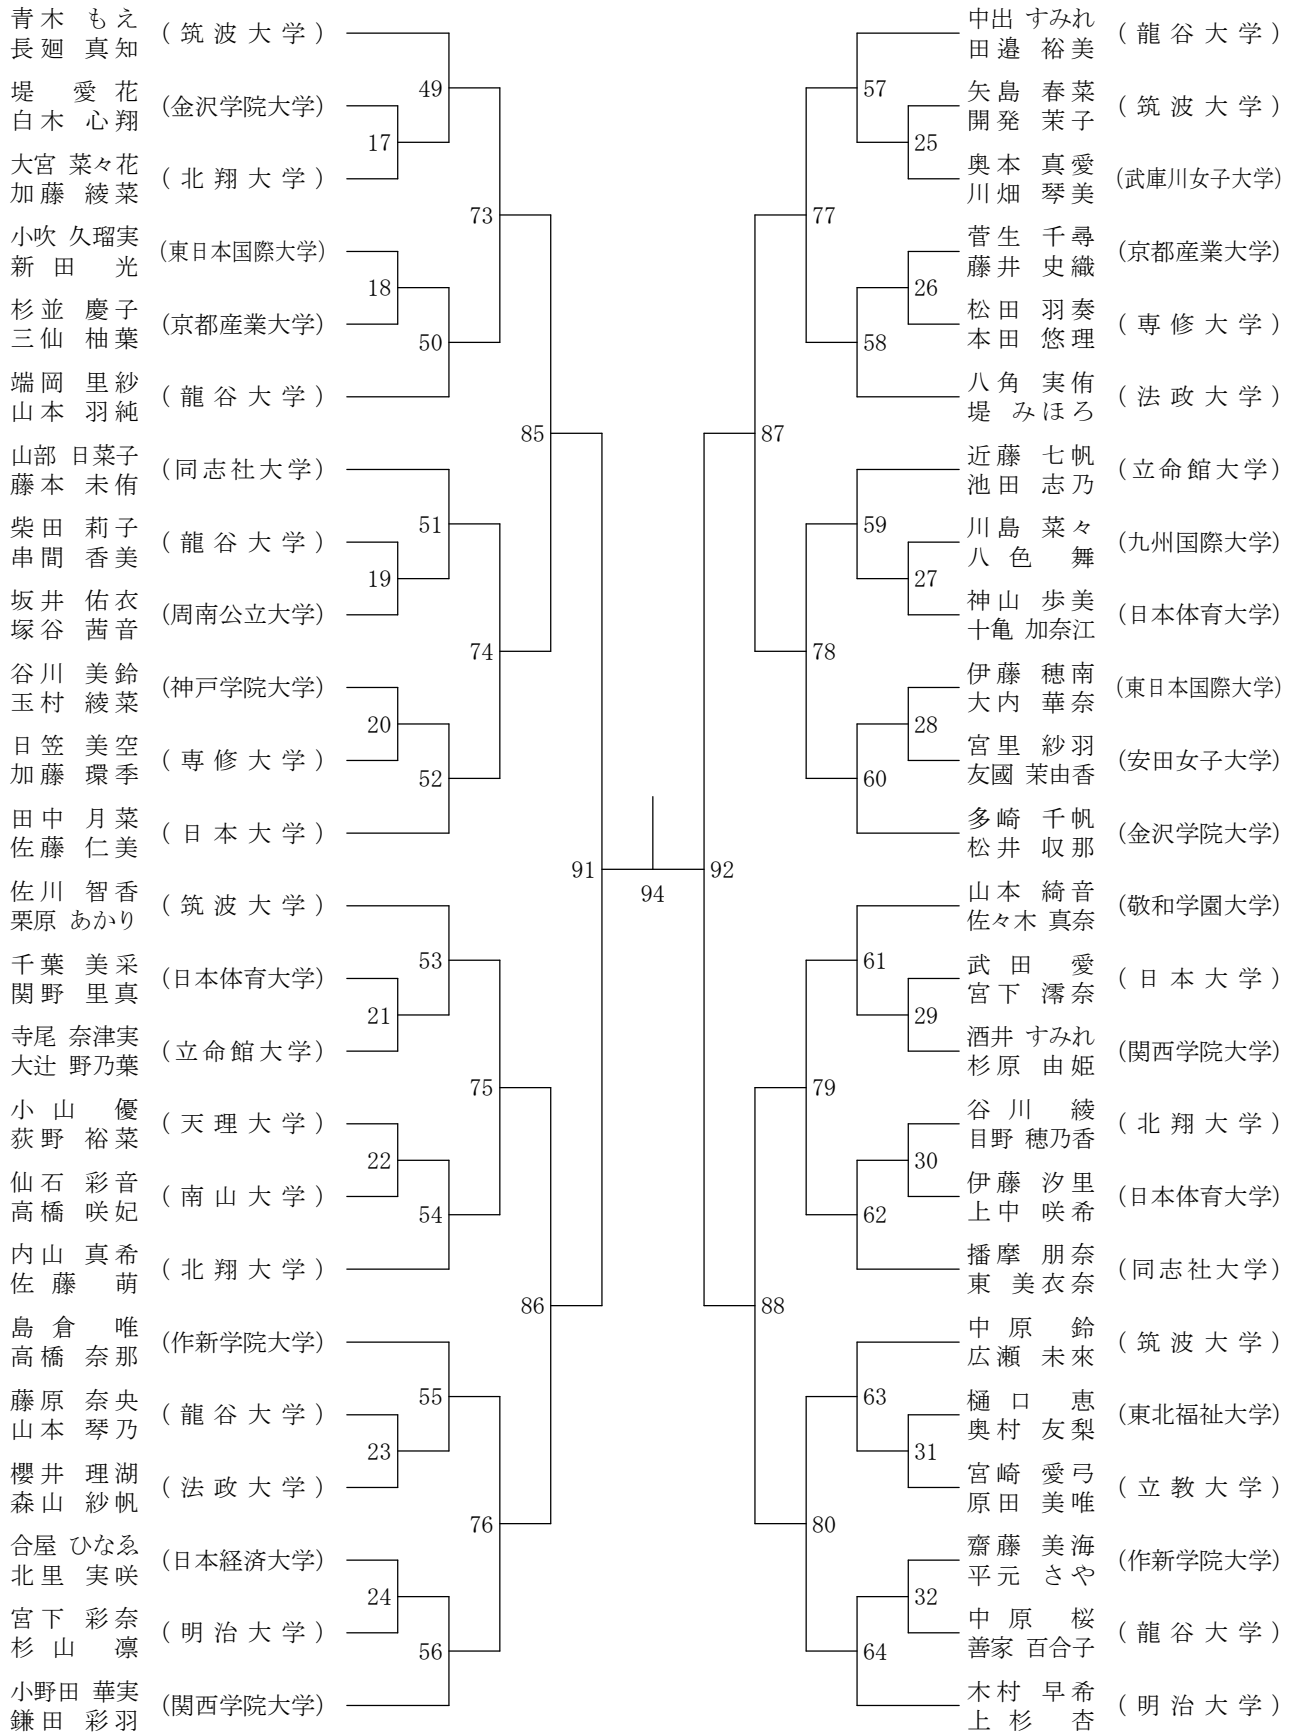 青木 もえ
長廻 真知
(筑波大学)
堤 愛花
白木 心翔
(金沢学院大学)
大宮 菜々花
加藤 綾菜
(北翔大学)
小吹 久瑠実
新田 光
(東日本国際大学)
杉並 慶子
三仙 柚葉
(京都産業大学)
端岡 里紗
山本 羽純
(龍谷大学)
山部 日菜子
藤本 未侑
(同志社大学)
柴田 莉子
串間 香美
(龍谷大学)
坂井 佑衣
塚谷 茜音
(周南公立大学)
谷川 美鈴
玉村 綾菜
(神戸学院大学)
日笠 美空
加藤 環季
(専修大学)
田中 月菜
佐藤 仁美
(日本大学)
佐川 智香
栗原 あかり
(筑波大学)
千葉 美采
関野 里真
(日本体育大学)
寺尾 奈津実
大辻 野乃葉
(立命館大学)
小山 優
荻野 裕菜
(天理大学)
仙石 彩音
高橋 咲妃
(南山大学)
内山 真希
佐藤 萌
(北翔大学)
島倉 唯
高橋 奈那
(作新学院大学)
藤原 奈央
山本 琴乃
(龍谷大学)
櫻井 理湖
森山 紗帆
(法政大学)
合屋 ひなゑ
北里 実咲
(日本経済大学)
宮下 彩奈
杉山 凛
(明治大学)
小野田 華実
鎌田 彩羽
(関西学院大学)
17
18
19
20
21
22
23
24
49
50
51
52
53
54
55
56
73
74
75
76
85
86
91
94
92
87
88
77
78
79
80
57
58
59
60
61
62
63
64
25
26
27
28
29
30
31
32
中出 すみれ
田邉 裕美
(龍谷大学)
矢島 春菜
開発 茉子
(筑波大学)
奥本 真愛
川畑 琴美
(武庫川女子大学)
菅生 千尋
藤井 史織
(京都産業大学)
松田 羽奏
本田 悠理
(専修大学)
八角 実侑
堤 みほろ
(法政大学)
近藤 七帆
池田 志乃
(立命館大学)
川島 菜々
八色 舞
(九州国際大学)
神山 歩美
十亀 加奈江
(日本体育大学)
伊藤 穂南
大内 華奈
(東日本国際大学)
宮里 紗羽
友國 茉由香
(安田女子大学)
多崎 千帆
松井 収那
(金沢学院大学)
山本 綺音
佐々木 真奈
(敬和学園大学)
武田 愛
宮下 澪奈
(日本大学)
酒井 すみれ
杉原 由姫
(関西学院大学)
谷川 綾
目野 穂乃香
(北翔大学)
伊藤 汐里
上中 咲希
(日本体育大学)
播摩 朋奈
東 美衣奈
(同志社大学)
中原 鈴
広瀬 未來
(筑波大学)
樋口 恵
奥村 友梨
(東北福祉大学)
宮崎 愛弓
原田 美唯
(立教大学)
齋藤 美海
平元 さや
(作新学院大学)
中原 桜
善家 百合子
(龍谷大学)
木村 早希
上杉 杏
(明治大学)